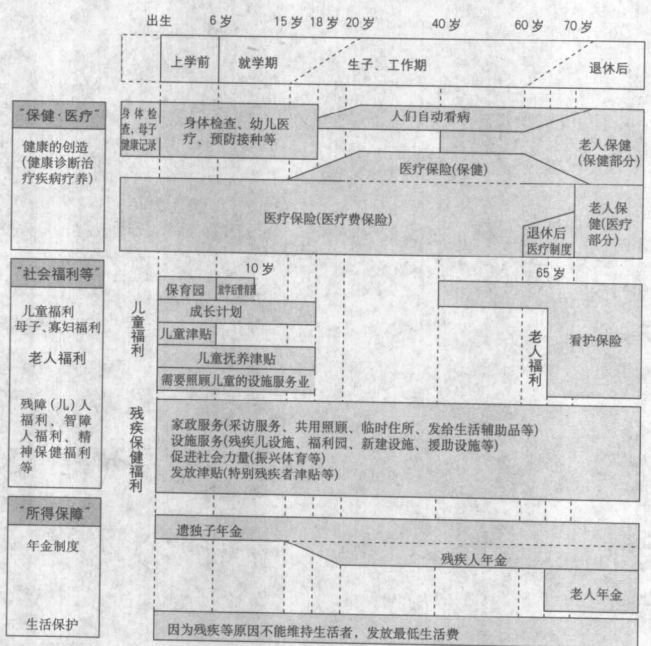 出生 6岁 15岁 18岁 20岁 40岁 60岁 70岁
上学前 就学期 生子、工作期 退休后
“保健·医疗”
健康的创造
(健康诊断治
疗疾病疗养)
身体检
查,母子
健康记录
身体检查、幼儿医
疗、预防接种等
人们自动看病
老人保健
(保健部分)
医疗保险(保健)
医疗保险(医疗费保险)
退休后
医疗制度
老人保
健(医疗
部分)
“社会福利等”
儿童福利
母子、寡妇福利
老人福利
残障(儿)人
福利、智障
人福利、精
神保健福利
等
儿童福利
10岁
保育园
成长计划
儿童津贴
儿童抚养津贴
需要照顾儿童的设施服务业
65岁
老人福利
看护保险
残疾保健福利
家政服务(采访服务、共用照顾、临时住所、发给生活辅助品等)
设施服务(残疾儿设施、福利园、新建设施、援助设施等)
促进社会力量(振兴体育等)
发放津贴(特别残疾者津贴等)
“所得保障”
年金制度
生活保护
遗独子年金
残疾人年金
老人年金
因为残疾等原因不能维持生活者，发放最低生活费